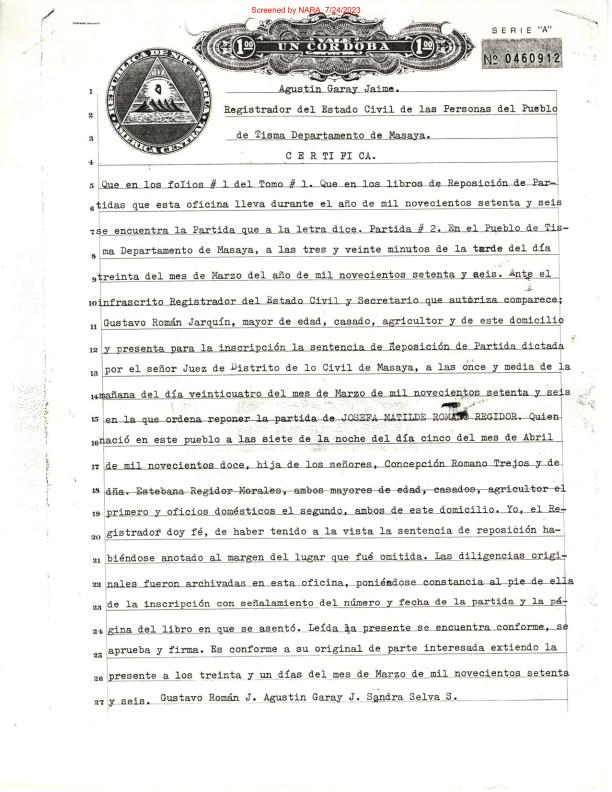 Screened by NARA, 7/24/2023
SERIE "A"
1.00 UN CORDOBA 1.00
Nº 0460912
REPUBLICA DE NICARAGUA
AMERICA CENTRAL
1 Agustin Garay Jaime.
2 Registrador del Estado Civil de las Personas del Pueblo
3 de Tisma Departamento de Masaya.
4 C E R T I F I C A.
5 Que en los folios # 1 del Tomo # 1. Que en los libros de Reposición de Par-
6 tidas que esta oficina lleva durante el año de mil novecientos setenta y seis
7 se encuentra la Partida que a la letra dice. Partida # 2. En el Pueblo de Tis-
8 ma Departamento de Masaya, a las tres y veinte minutos de la tarde del día
9 treinta del mes de Marzo del año de mil novecientos setenta y seis. Ante el
10 infrascrito Registrador del Estado Civil y Secretario que autoriza comparece;
11 Gustavo Román Jarquín, mayor de edad, casado, agricultor y de este domicilio
12 y presenta para la inscripción la sentencia de Reposición de Partida dictada
13 por el señor Juez de Distrito de lo Civil de Masaya, a las once y media de la
14 mañana del día veinticuatro del mes de Marzo de mil novecientos setenta y seis
15 en la que ordena reponer la partida de JOSEFA MATILDE ROMANO REGIDOR. Quien
16 nació en este pueblo a las siete de la noche del día cinco del mes de Abril
17 de mil novecientos doce, hija de los señores, Concepción Romano Trejos y de
18 dña. Estebana Regidor Morales, ambos mayores de edad, casados, agricultor el
19 primero y oficios domésticos el segundo, ambos de este domicilio. Yo, el Re-
20 gistrador doy fé, de haber tenido a la vista la sentencia de reposición ha-
21 biéndose anotado al margen del lugar que fué omitida. Las diligencias origi-
22 nales fueron archivadas en esta oficina, poniéndose constancia al pie de ella
23 de la inscripción con señalamiento del número y fecha de la partida y la pá-
24 gina del libro en que se asentó. Leída la presente se encuentra conforme, se
25 aprueba y firma. Es conforme a su original de parte interesada extiendo la
26 presente a los treinta y un días del mes de Marzo de mil novecientos setenta
27 y seis. Gustavo Román J. Agustin Garay J. Sandra Selva S.